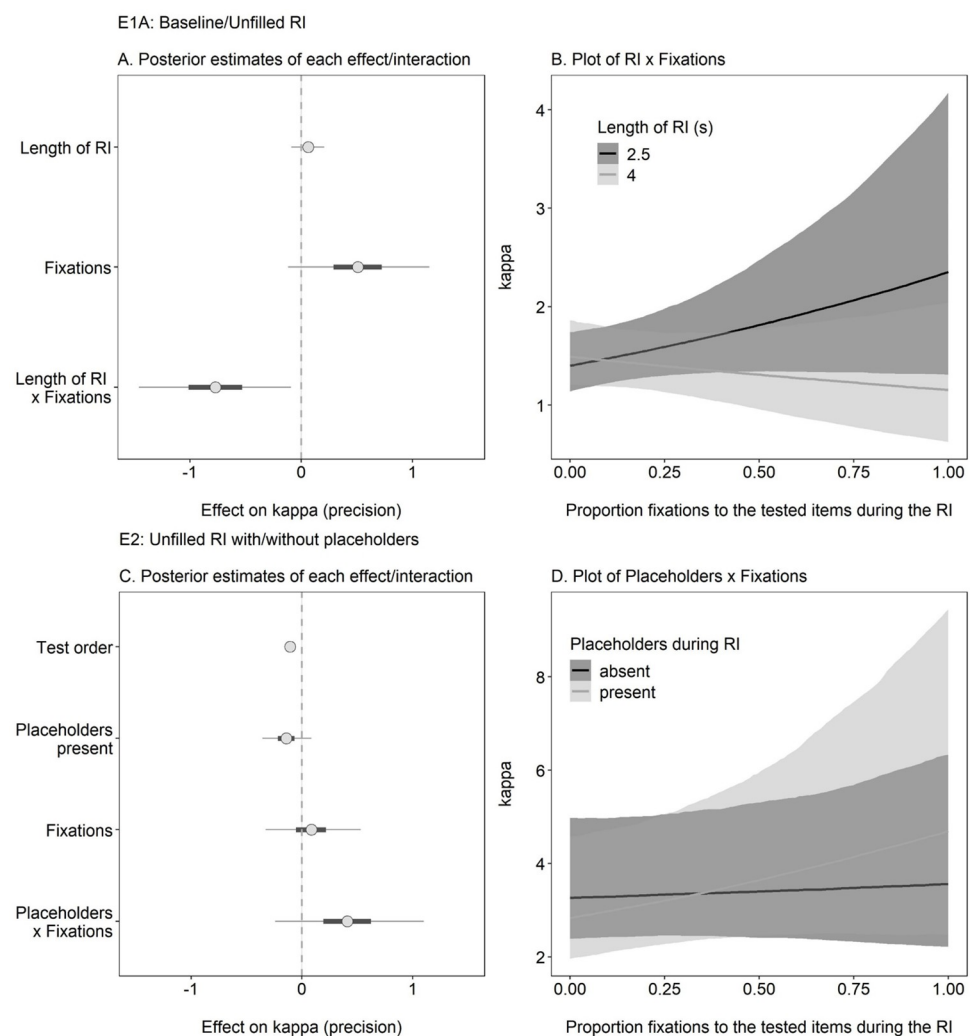 E1A: Baseline/Unfilled RI
A. Posterior estimates of each effect/interaction
Length of RI
Fixations
Length of RI
x Fixations
-1
0
1
Effect on kappa (precision)
B. Plot of RI x Fixations
4
3
2
1
kappa
Length of RI (s)
2.5
4
0.00
0.25
0.50
0.75
1.00
Proportion fixations to the tested items during the RI
E2: Unfilled RI with/without placeholders
C. Posterior estimates of each effect/interaction
Test order
Placeholders
present
Fixations
Placeholders
x Fixations
-1
0
1
Effect on kappa (precision)
D. Plot of Placeholders x Fixations
8
6
4
2
kappa
Placeholders during RI
absent
present
0.00
0.25
0.50
0.75
1.00
Proportion fixations to the tested items during the RI